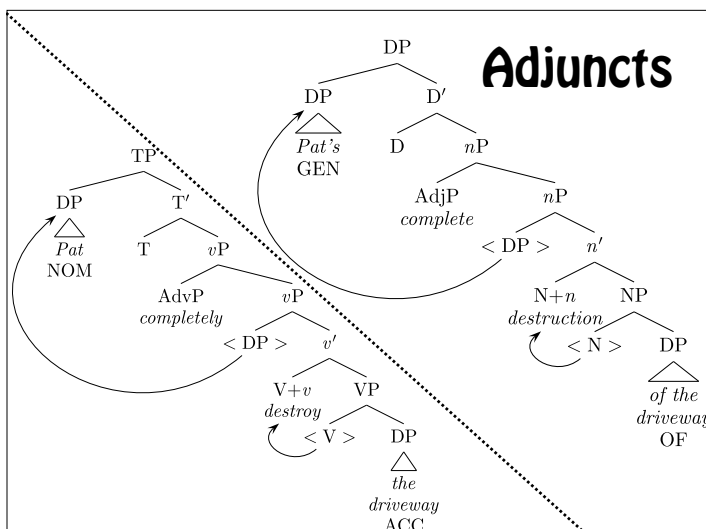 Adjuncts
DP
DP D′
Pat's
GEN
D nP
AdjP nP
complete
< DP > n′
N+n NP
destruction
< N > DP
of the
driveway
OF
TP
DP T′
Pat
NOM
T vP
AdvP vP
completely
< DP > v′
V+v VP
destroy
< V > DP
the
driveway
ACC